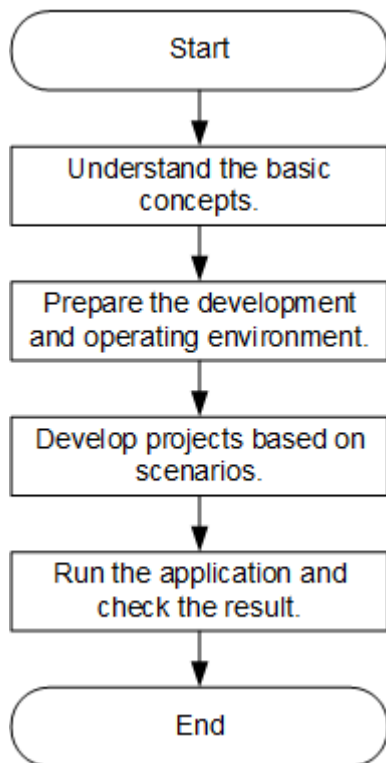 Start
Understand the basic
concepts.
Prepare the development
and operating environment.
Develop projects based on
scenarios.
Run the application and
check the result.
End